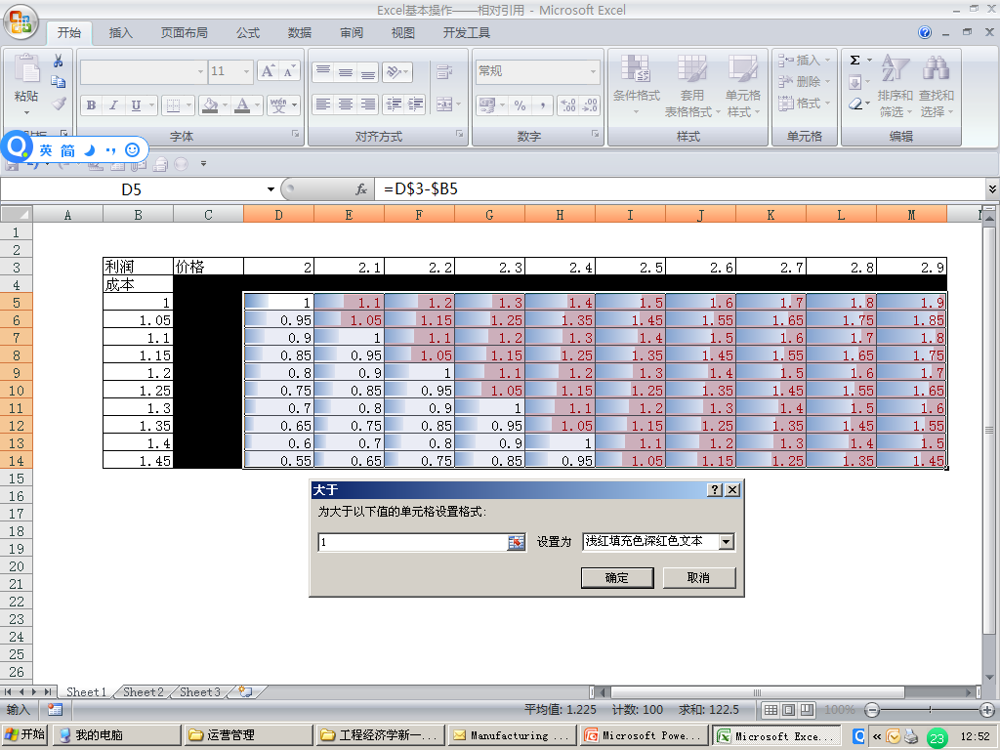 Excel基本操作——相对引用 - Microsoft Excel
开始 插入 页面布局 公式 数据 审阅 视图 开发工具
粘贴
11
B I U
字体
对齐方式
常规
数字
条件格式 套用 表格格式 单元格 样式
样式
插入
删除
格式
单元格
排序和 筛选 查找和 选择
编辑
英 简
D5 fx =D$3-$B5
A B C D E F G H I J K L M
1
2
3 利润 价格 2 2.1 2.2 2.3 2.4 2.5 2.6 2.7 2.8 2.9
4 成本
5 1 1 1.1 1.2 1.3 1.4 1.5 1.6 1.7 1.8 1.9
6 1.05 0.95 1.05 1.15 1.25 1.35 1.45 1.55 1.65 1.75 1.85
7 1.1 0.9 1 1.1 1.2 1.3 1.4 1.5 1.6 1.7 1.8
8 1.15 0.85 0.95 1.05 1.15 1.25 1.35 1.45 1.55 1.65 1.75
9 1.2 0.8 0.9 1 1.1 1.2 1.3 1.4 1.5 1.6 1.7
10 1.25 0.75 0.85 0.95 1.05 1.15 1.25 1.35 1.45 1.55 1.65
11 1.3 0.7 0.8 0.9 1 1.1 1.2 1.3 1.4 1.5 1.6
12 1.35 0.65 0.75 0.85 0.95 1.05 1.15 1.25 1.35 1.45 1.55
13 1.4 0.6 0.7 0.8 0.9 1 1.1 1.2 1.3 1.4 1.5
14 1.45 0.55 0.65 0.75 0.85 0.95 1.05 1.15 1.25 1.35 1.45
15
16
17
18
19
20
21
22
23
24
25
26
大于
为大于以下值的单元格设置格式:
1 设置为 浅红填充色深红色文本
确定 取消
Sheet1 Sheet2 Sheet3
输入 平均值: 1.225 计数: 100 求和: 122.5 100%
开始 我的电脑 运营管理 工程经济学新一... Manufacturing ... Microsoft Powe... Microsoft Exce... 23 12:52